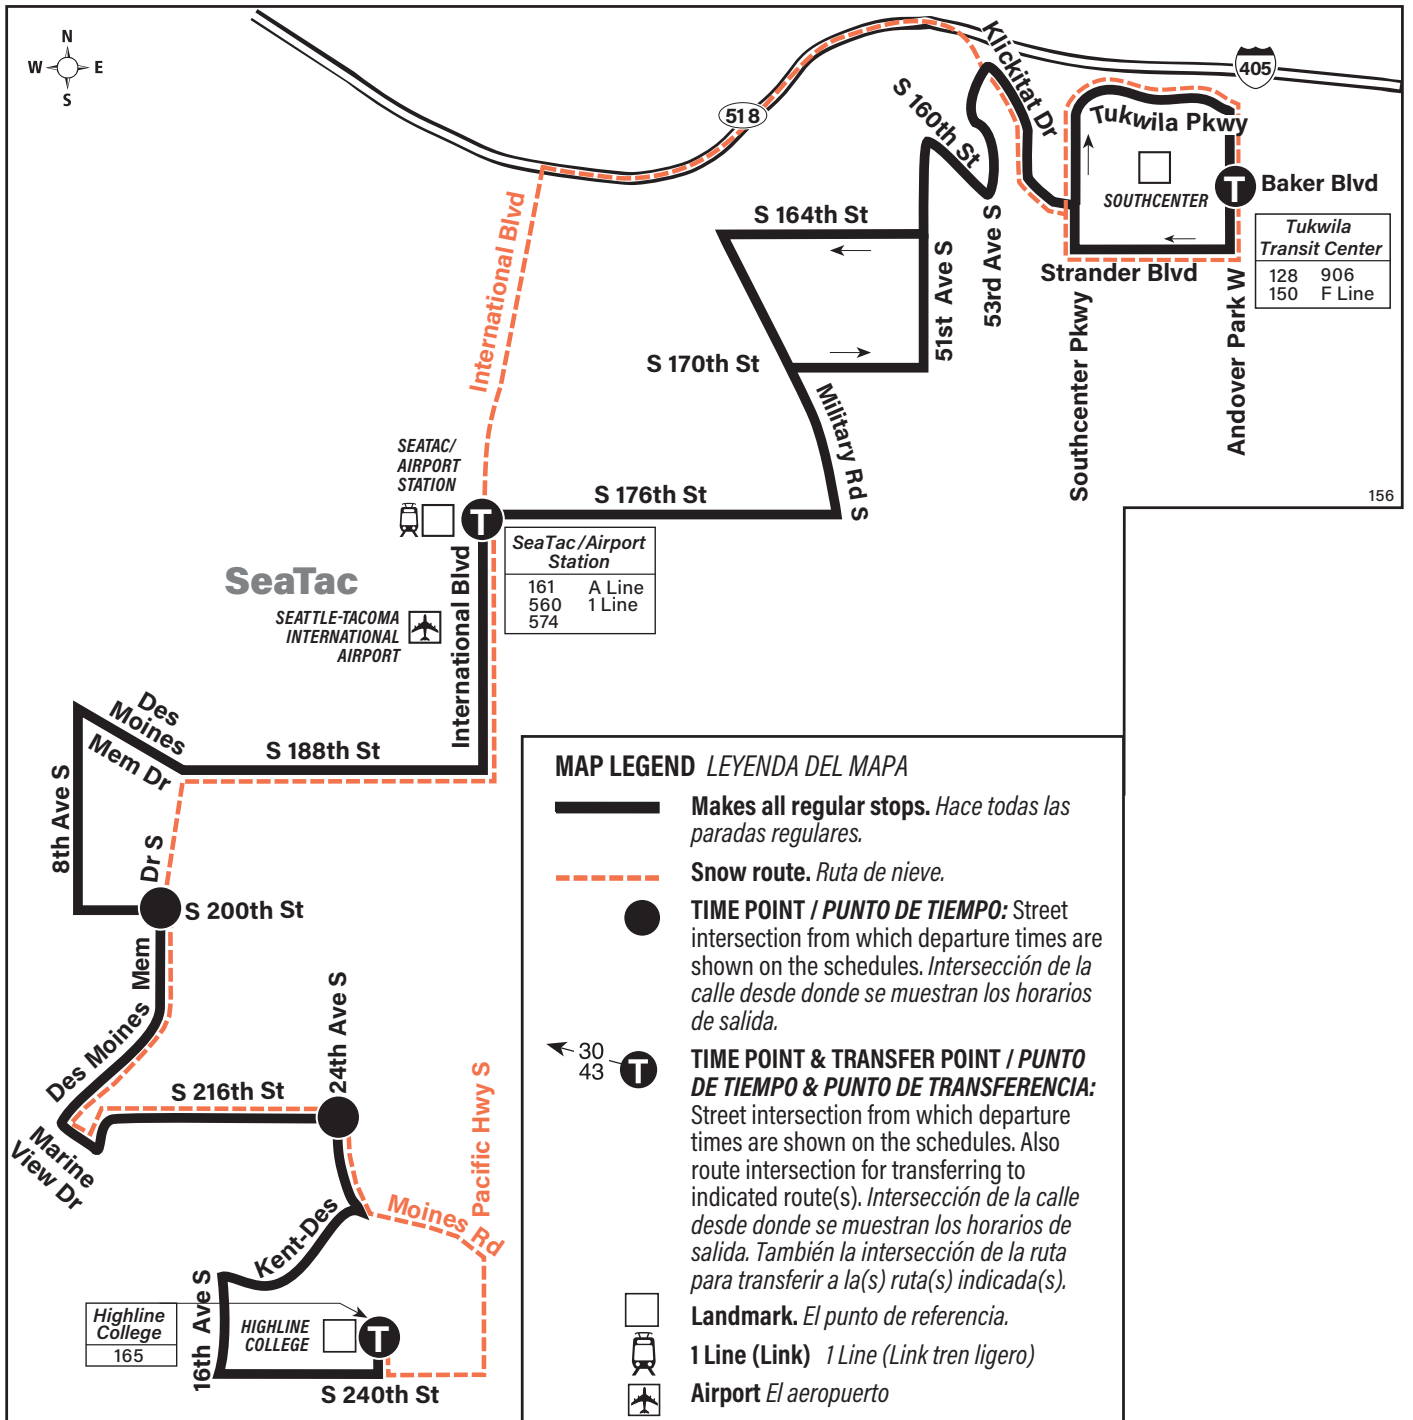 N
W E
S
405
518
Klickitat Dr
S 160th St
Tukwila Pkwy
SOUTHCENTER
T
Baker Blvd
Tukwila
Transit Center
128 906
150 F Line
S 164th St
51st Ave S
53rd Ave S
Strander Blvd
Southcenter Pkwy
Andover Park W
International Blvd
S 170th St
Military Rd S
156
SEATAC/
AIRPORT
STATION
T
S 176th St
SeaTac/Airport
Station
161 A Line
560 1 Line
574
SeaTac
SEATTLE-TACOMA
INTERNATIONAL
AIRPORT
International Blvd
Des
Moines
Mem Dr
S 188th St
8th Ave S
Dr S
S 200th St
Mem
Des Moines
24th Ave S
S 216th St
Marine
View Dr
Pacific Hwy S
Kent-Des
Moines Rd
16th Ave S
Highline
College
165
HIGHLINE
COLLEGE
T
S 240th St
MAP LEGEND LEYENDA DEL MAPA
Makes all regular stops. Hace todas las
paradas regulares.
Snow route. Ruta de nieve.
TIME POINT / PUNTO DE TIEMPO: Street
intersection from which departure times are
shown on the schedules. Intersección de la
calle desde donde se muestran los horarios
de salida.
30
43
T
TIME POINT & TRANSFER POINT / PUNTO
DE TIEMPO & PUNTO DE TRANSFERENCIA:
Street intersection from which departure
times are shown on the schedules. Also
route intersection for transferring to
indicated route(s). Intersección de la calle
desde donde se muestran los horarios de
salida. También la intersección de la ruta
para transferir a la(s) ruta(s) indicada(s).
Landmark. El punto de referencia.
1 Line (Link) 1 Line (Link tren ligero)
Airport El aeropuerto